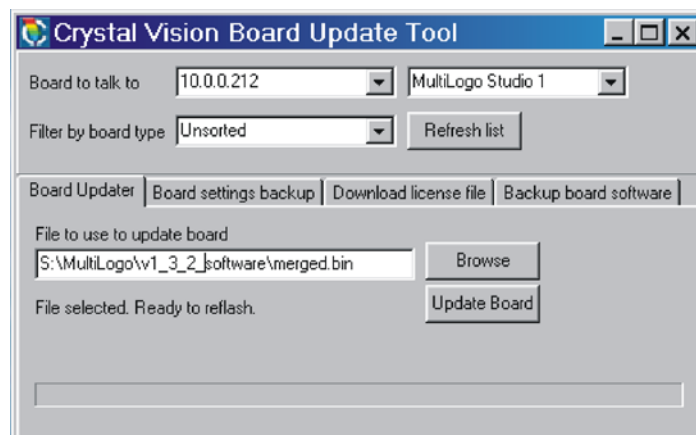 Crystal Vision Board Update Tool
Board to talk to 10.0.0.212 MultiLogo Studio 1
Filter by board type Unsorted Refresh list
Board Updater Board settings backup Download license file Backup board software
File to use to update board
S:\MultiLogo\v1_3_2_software\merged.bin Browse
File selected. Ready to reflash. Update Board